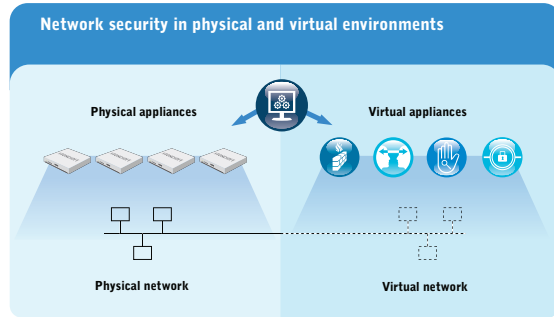 Network security in physical and virtual environments
Physical appliances
Virtual appliances
Physical network
Virtual network